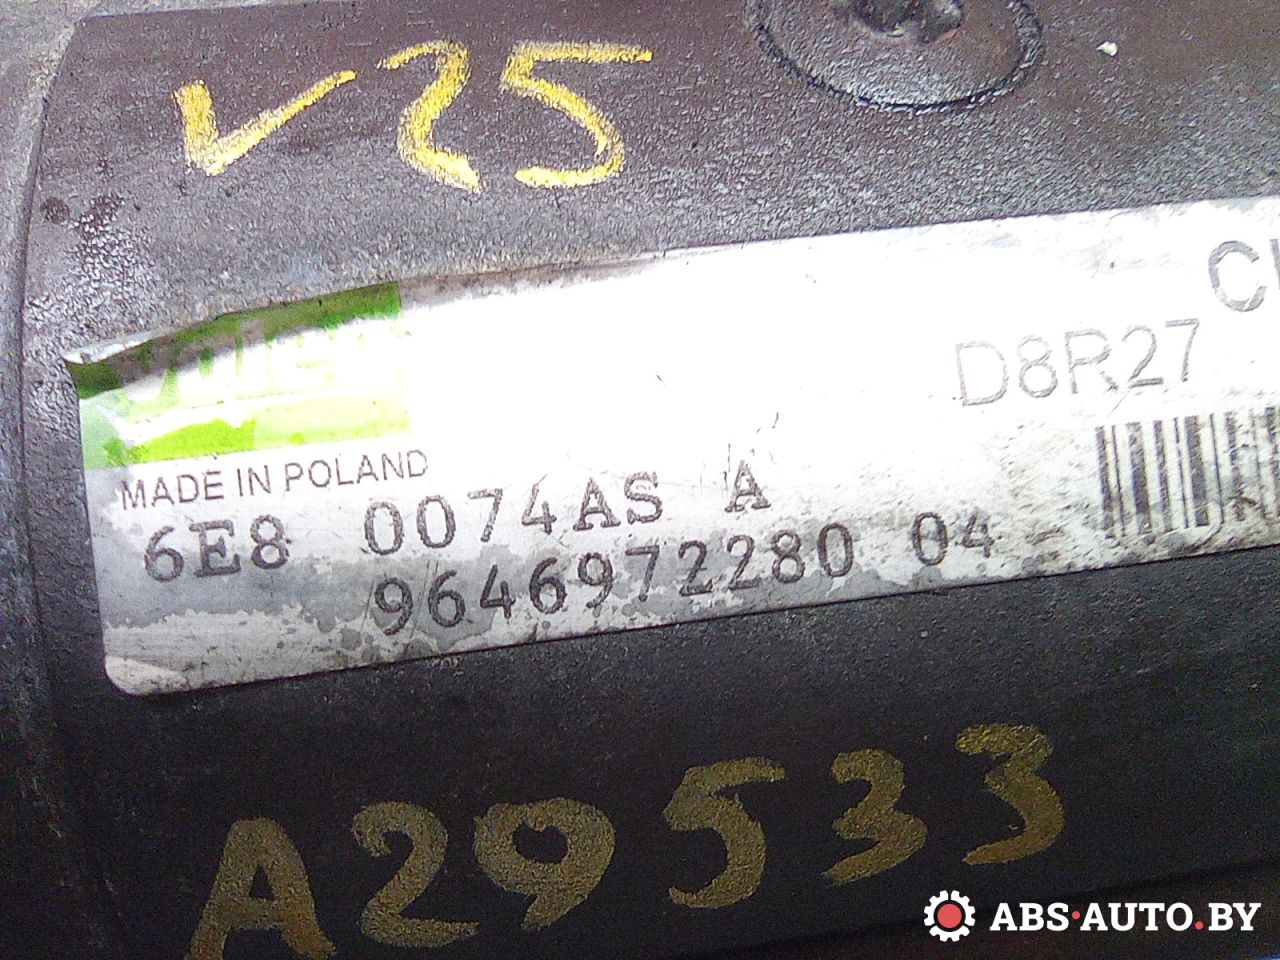 V25
D8R27
MADE IN POLAND
6E8 0074AS A
9646972280 04
A29533
ABS-AUTO.BY